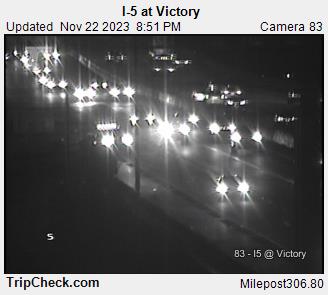 I-5 at Victory
Updated Nov 22 2023 8:51 PM Camera 83
S
83 - I5 @ Victory
TripCheck.com Milepost306.80